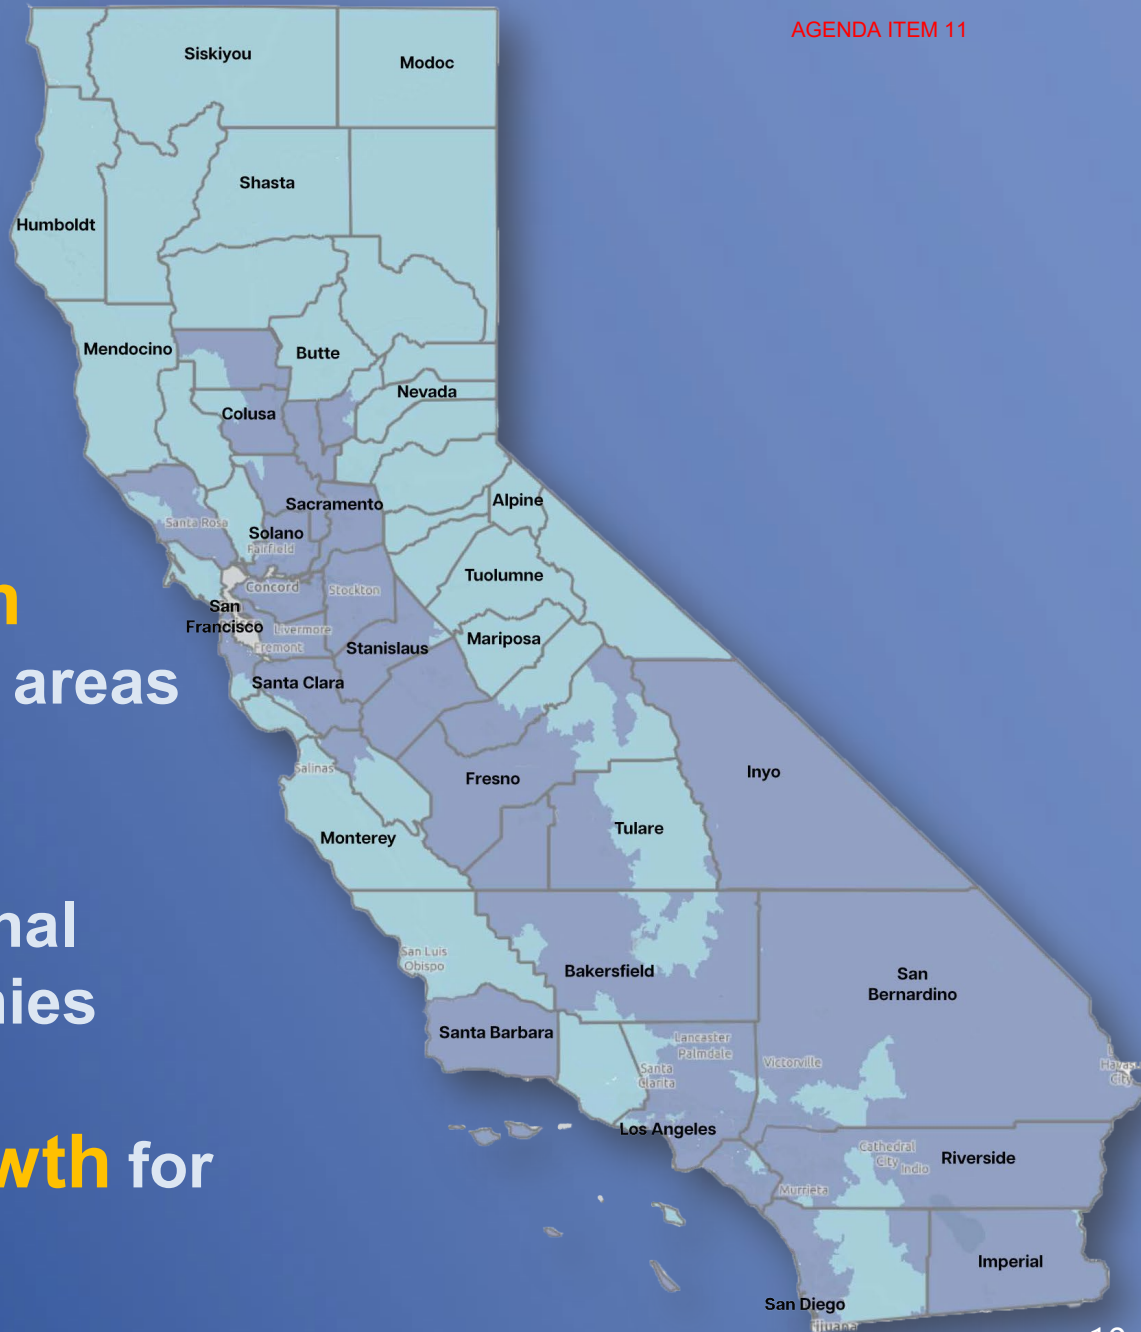 AGENDA ITEM 11
Siskiyou
Modoc
Shasta
Humboldt
Mendocino
Butte
Nevada
Colusa
Sacramento
Alpine
Santa Rosa
Solano
Fairfield
Tuolumne
Concord
Stockton
San
Francisco
Livermore
Mariposa
Fremont
Stanislaus
areas
Santa Clara
Salinas
Fresno
Inyo
Monterey
Tulare
San Luis
Obispo
Bakersfield
San
Bernardino
Santa Barbara
Lancaster
Palmdale
Victorville
Santa
Clarita
City
Los Angeles
Cathedral
City
Indio
Riverside
for
Murrieta
Imperial
San Diego
Tijuana